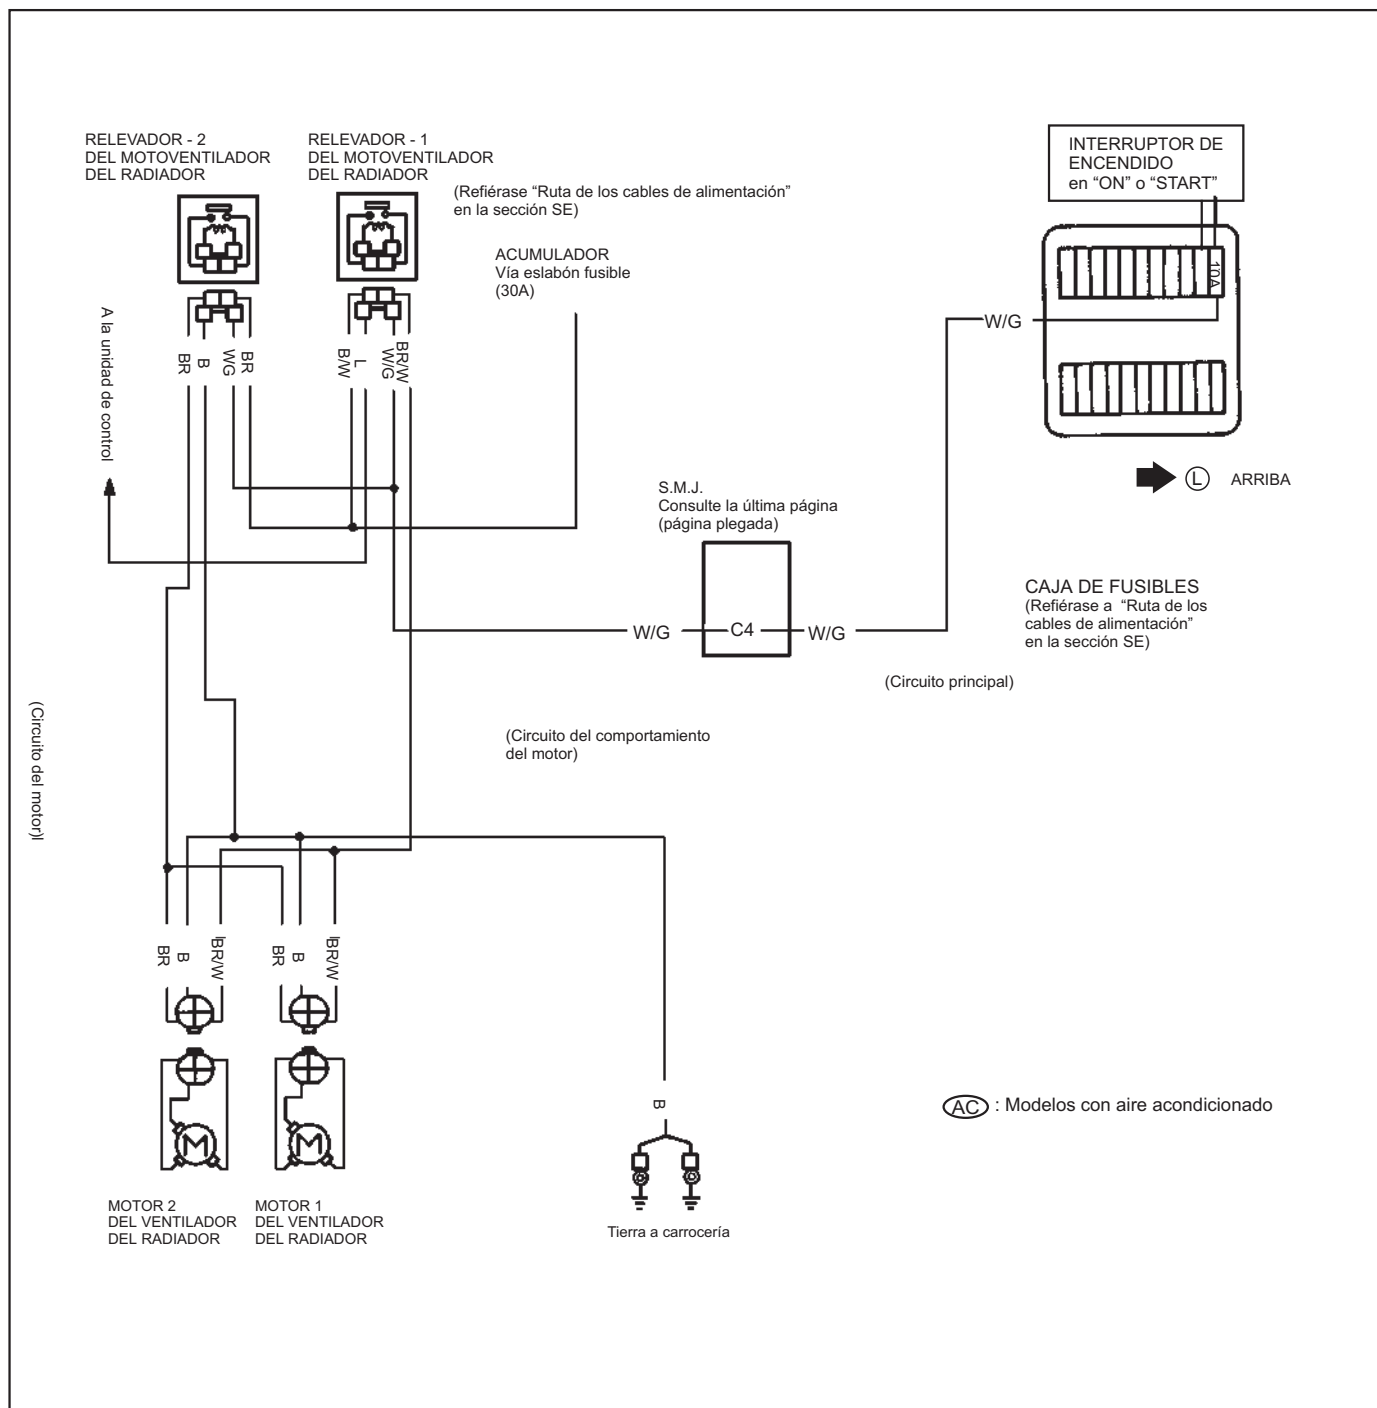 RELEVADOR - 2
DEL MOTOVENTILADOR
DEL RADIADOR
RELEVADOR - 1
DEL MOTOVENTILADOR
DEL RADIADOR
(Refiérase “Ruta de los cables de alimentación”
en la sección SE)
ACUMULADOR
Vía eslabón fusible
(30A)
INTERRUPTOR DE
ENCENDIDO
en “ON” o “START”
10A
W/G
A la unidad de control
BR
B
WG
BR
B/W
L
W/G
BR/W
L
ARRIBA
S.M.J.
Consulte la última página
(página plegada)
W/G
C4
W/G
CAJA DE FUSIBLES
(Refiérase a “Ruta de los
cables de alimentación”
en la sección SE)
(Circuito principal)
(Circuito del comportamiento
del motor)
(Circuito del motor)l
BR
B
BR/W
BR
B
BR/W
M
M
B
AC : Modelos con aire acondicionado
MOTOR 2
DEL VENTILADOR
DEL RADIADOR
MOTOR 1
DEL VENTILADOR
DEL RADIADOR
Tierra a carrocería